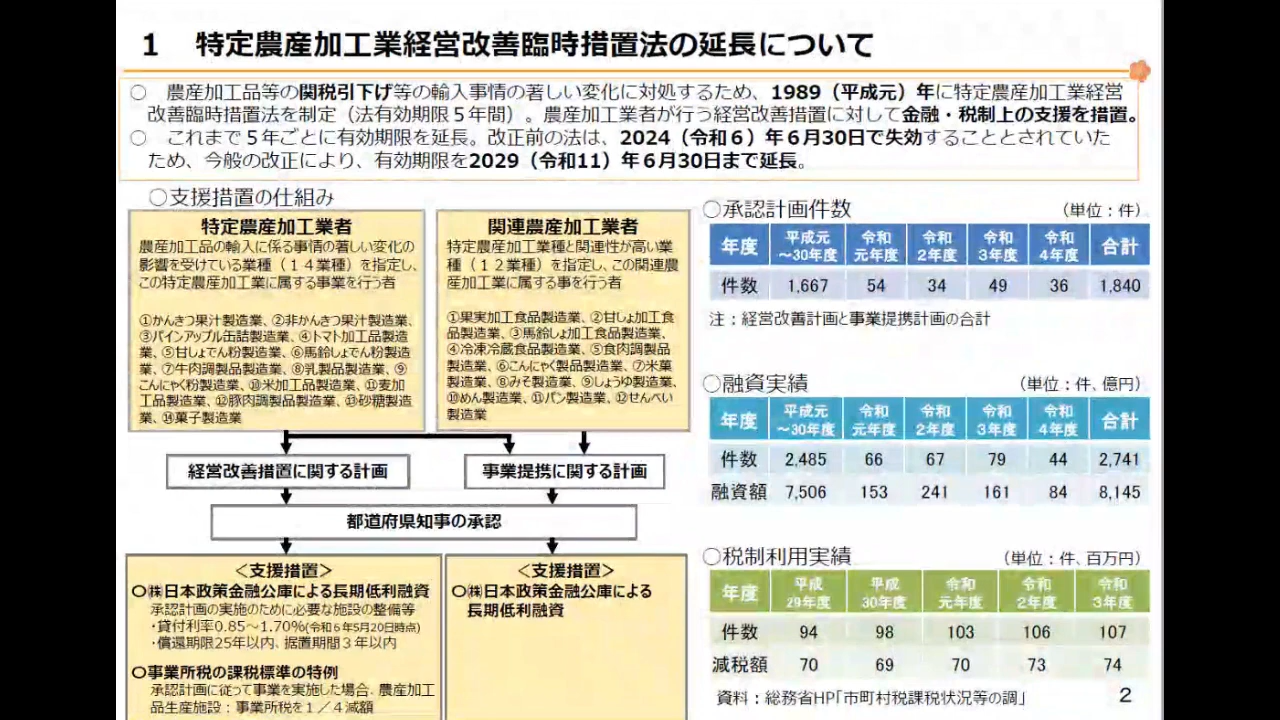 1　特定農産加工業経営改善臨時措置法の延長について
○　農産加工品等の関税引下げ等の輸入事情の著しい変化に対処するため、1989（平成元）年に特定農産加工業経営
改善臨時措置法を制定（法有効期限５年間）。農産加工業者が行う経営改善措置に対して金融・税制上の支援を措置。
○　これまで５年ごとに有効期限を延長。改正前の法は、2024（令和６）年６月30日で失効することとされていた
ため、今般の改正により、有効期限を2029（令和11）年６月30日まで延長。
○支援措置の仕組み
特定農産加工業者
農産加工品の輸入に係る事情の著しい変化の
影響を受けている業種（１４業種）を指定し、
この特定農産加工業に属する事業を行う者
①かんきつ果汁製造業、②非かんきつ果汁製造業、
③パインアップル缶詰製造業、④トマト加工品製造
業、⑤甘しょでん粉製造業、⑥馬鈴しょでん粉製造
業、⑦牛肉調製品製造業、⑧乳製品製造業、⑨
こんにゃく粉製造業、⑩米加工品製造業、⑪麦加
工品製造業、⑫豚肉調製品製造業、⑬砂糖製造
業、⑭菓子製造業
関連農産加工業者
特定農産加工業種と関連性が高い業
種（１２業種）を指定し、この関連農
産加工業に属する事を行う者
①果実加工食品製造業、②甘しょ加工食
品製造業、③馬鈴しょ加工食品製造業、
④冷凍冷蔵食品製造業、⑤食肉調製品
製造業、⑥こんにゃく製品製造業、⑦米菓
製造業、⑧みそ製造業、⑨しょうゆ製造業、
⑩めん製造業、⑪パン製造業、⑫せんべい
製造業
経営改善措置に関する計画
事業提携に関する計画
都道府県知事の承認
＜支援措置＞
○㈱日本政策金融公庫による長期低利融資
承認計画の実施のために必要な施設の整備等
・貸付利率0.85～1.70%(令和６年5月20日時点)
・償還期限25年以内、据置期間３年以内
○事業所税の課税標準の特例
承認計画に従って事業を実施した場合、農産加工
品生産施設：事業所税を１／４減額
＜支援措置＞
○㈱日本政策金融公庫による
長期低利融資
○承認計画件数　（単位：件）
年度　平成元～30年度　令和元年度　令和2年度　令和3年度　令和4年度　合計
件数　1,667　54　34　49　36　1,840
注：経営改善計画と事業提携計画の合計
○融資実績　（単位：件、億円）
年度　平成元～30年度　令和元年度　令和2年度　令和3年度　令和4年度　合計
件数　2,485　66　67　79　44　2,741
融資額　7,506　153　241　161　84　8,145
○税制利用実績　（単位：件、百万円）
年度　平成29年度　平成30年度　令和元年度　令和2年度　令和3年度
件数　94　98　103　106　107
減税額　70　69　70　73　74
資料：総務省HP「市町村税課税状況等の調」
2